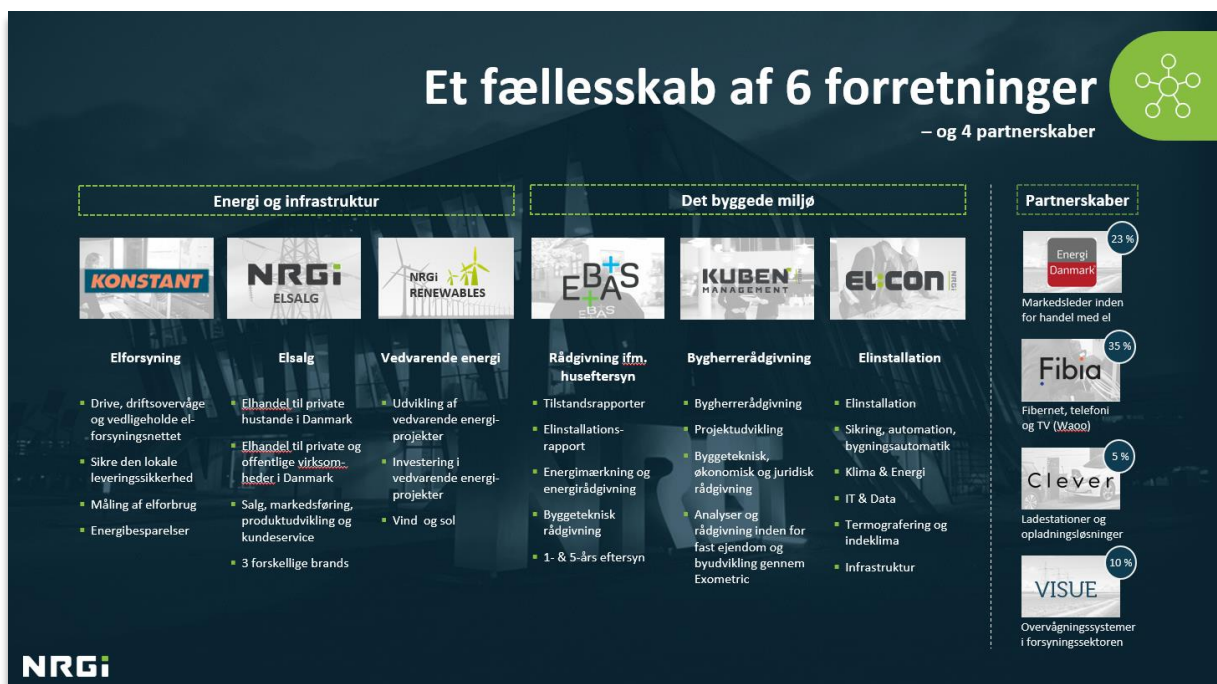 Et fællesskab af 6 forretninger
– og 4 partnerskaber
Energi og infrastruktur
Det byggede miljø
Partnerskaber
KONSTANT
NRGi
ELSALG
NRGi
RENEWABLES
EBAS
EBAS
KUBEN
MANAGEMENT
EL:CON
NRGi
Elforsyning
▪ Drive, driftsovervåge
og vedligeholde el-
forsyningsnettet
▪ Sikre den lokale
leveringssikkerhed
▪ Måling af elforbrug
▪ Energibesparelser
Elsalg
▪ Elhandel til private
hustande i Danmark
▪ Elhandel til private og
offentlige virksom-
heder i Danmark
▪ Salg, markedsføring,
produktudvikling og
kundeservice
▪ 3 forskellige brands
Vedvarende energi
▪ Udvikling af
vedvarende energi-
projekter
▪ Investering i
vedvarende energi-
projekter
▪ Vind og sol
Rådgivning ifm.
huseftersyn
▪ Tilstandsrapporter
▪ Elinstallations-
rapport
▪ Energimærkning og
energirådgivning
▪ Byggeteknisk
rådgivning
▪ 1- & 5-års eftersyn
Bygherrerådgivning
▪ Bygherrerådgivning
▪ Projektudvikling
▪ Byggeteknisk,
økonomisk og juridisk
rådgivning
▪ Analyser og
rådgivning inden for
fast ejendom og
byudvikling gennem
Exometric
Elinstallation
▪ Elinstallation
▪ Sikring, automation,
bygningsautomatik
▪ Klima & Energi
▪ IT & Data
▪ Termografering og
indeklima
▪ Infrastruktur
23 %
Energi
Danmark
Markedsleder inden
for handel med el
35 %
Fibia
Fibernet, telefoni
og TV (Waoo)
5 %
Clever
Ladestationer og
opladningsløsninger
10 %
VISUE
Overvågningssystemer
i forsyningssektoren
NRGi
NRGi